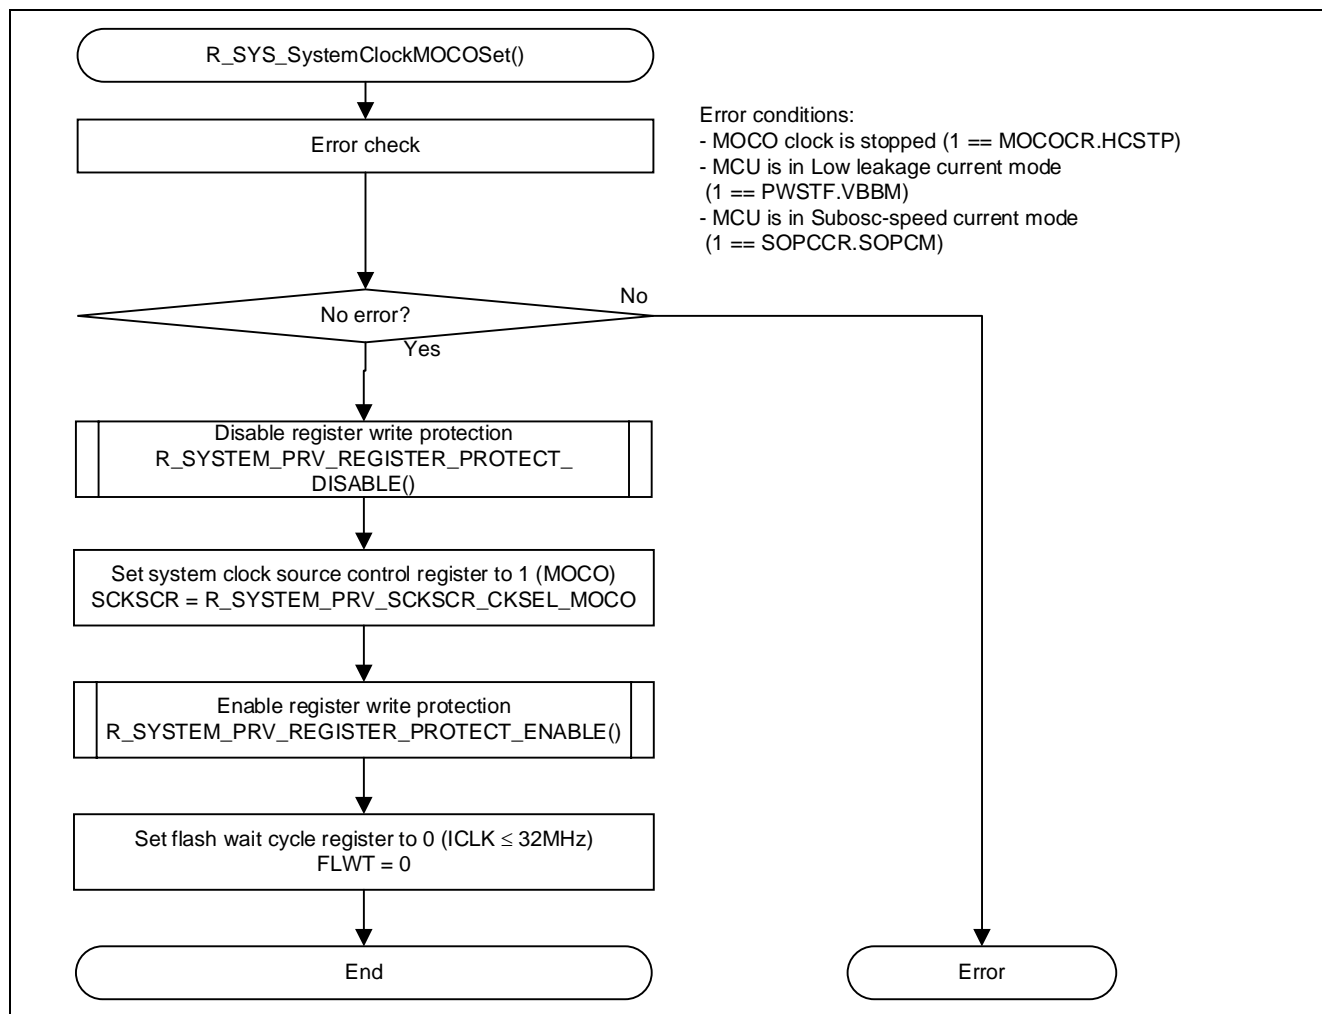 R_SYS_SystemClockMOCOSet()
Error check
Error conditions:
- MOCO clock is stopped (1 == MOCOCR.HCSTP)
- MCU is in Low leakage current mode
(1 == PWSTF.VBBM)
- MCU is in Subosc-speed current mode
(1 == SOPCCR.SOPCM)
No error?
No
Yes
Disable register write protection
R_SYSTEM_PRV_REGISTER_PROTECT_
DISABLE()
Set system clock source control register to 1 (MOCO)
SCKSCR = R_SYSTEM_PRV_SCKSCR_CKSEL_MOCO
Enable register write protection
R_SYSTEM_PRV_REGISTER_PROTECT_ENABLE()
Set flash wait cycle register to 0 (ICLK ≤ 32MHz)
FLWT = 0
End
Error